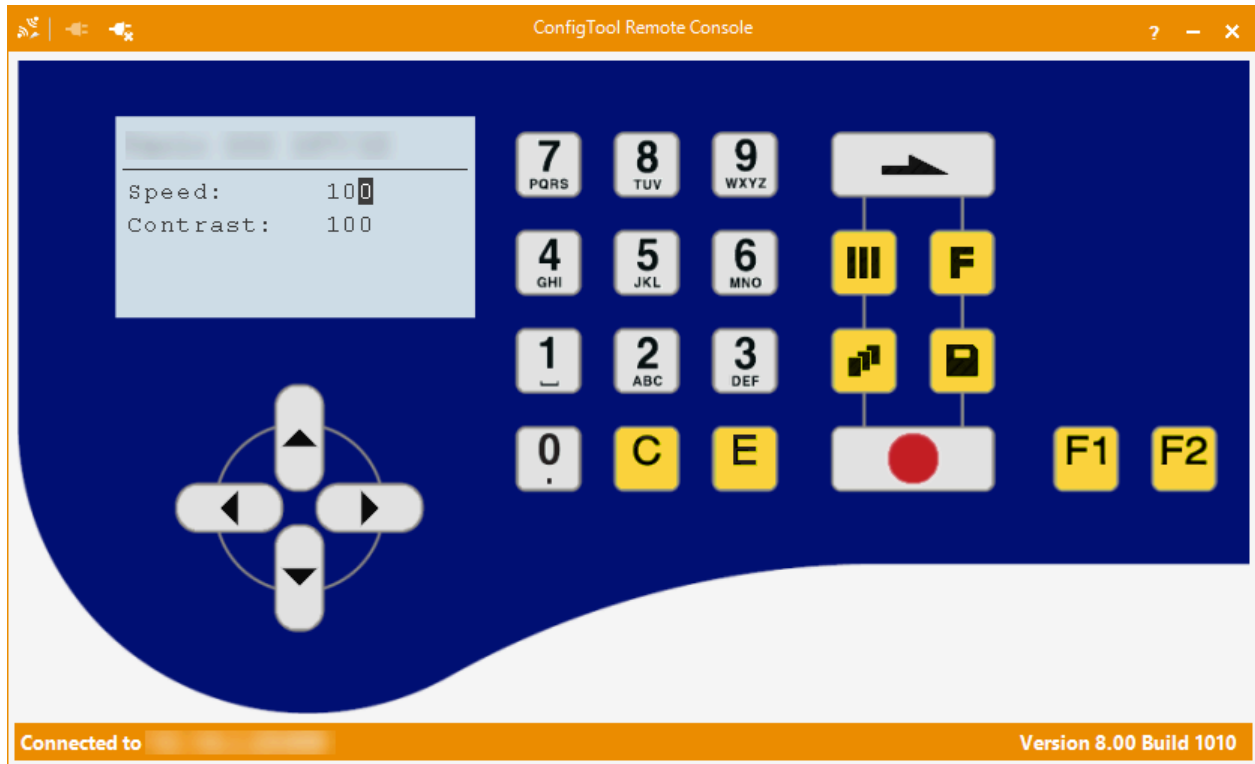 ConfigTool Remote Console
?
Speed: 100
Contrast: 100
7 8 9
PQRS TUV WXYZ
4 5 6 F
GHI JKL MNO
1 2 3
ABC DEF
0 C E F1 F2
.
Connected to
Version 8.00 Build 1010